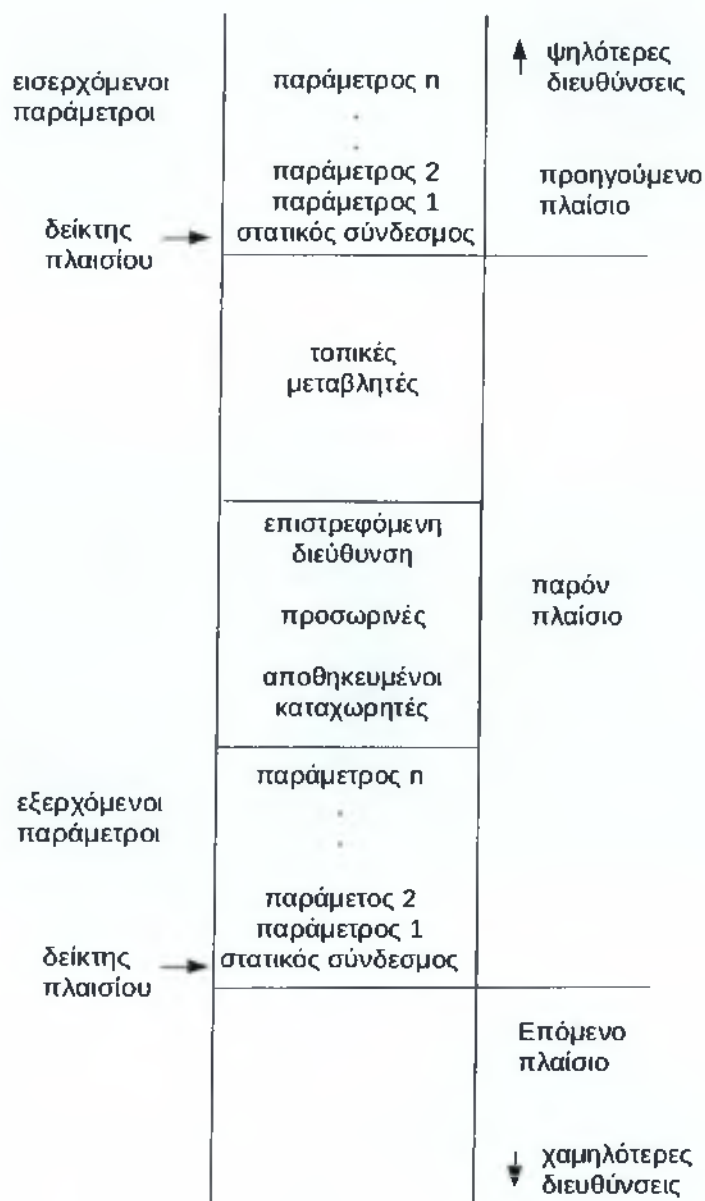 εισερχόμενοι
παράμετροι
παράμετρος n
.
.
παράμετρος 2
παράμετρος 1
στατικός σύνδεσμος
ψηλότερες
διευθύνσεις
προηγούμενο
πλαίσιο
δείκτης
πλαισίου
τοπικές
μεταβλητές
επιστρεφόμενη
διεύθυνση
προσωρινές
αποθηκευμένοι
καταχωρητές
παρόν
πλαίσιο
εξερχόμενοι
παράμετροι
παράμετρος n
.
.
παράμετος 2
παράμετρος 1
στατικός σύνδεσμος
δείκτης
πλαισίου
Επόμενο
πλαίσιο
χαμηλότερες
διευθύνσεις